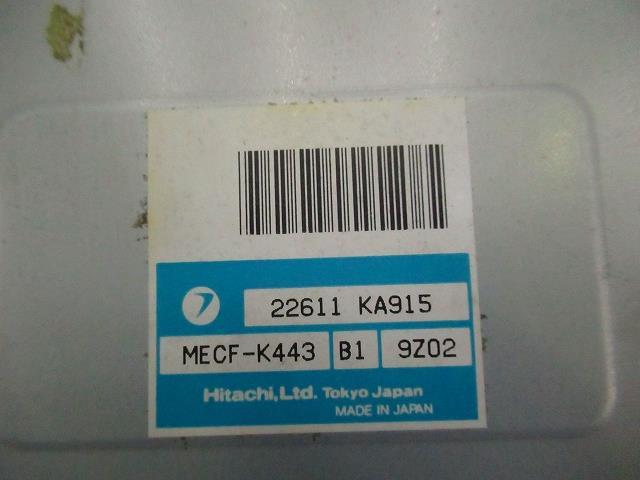 22611 KA915
MECF-K443 B1 9Z02
Hitachi,Ltd. Tokyo Japan
MADE IN JAPAN